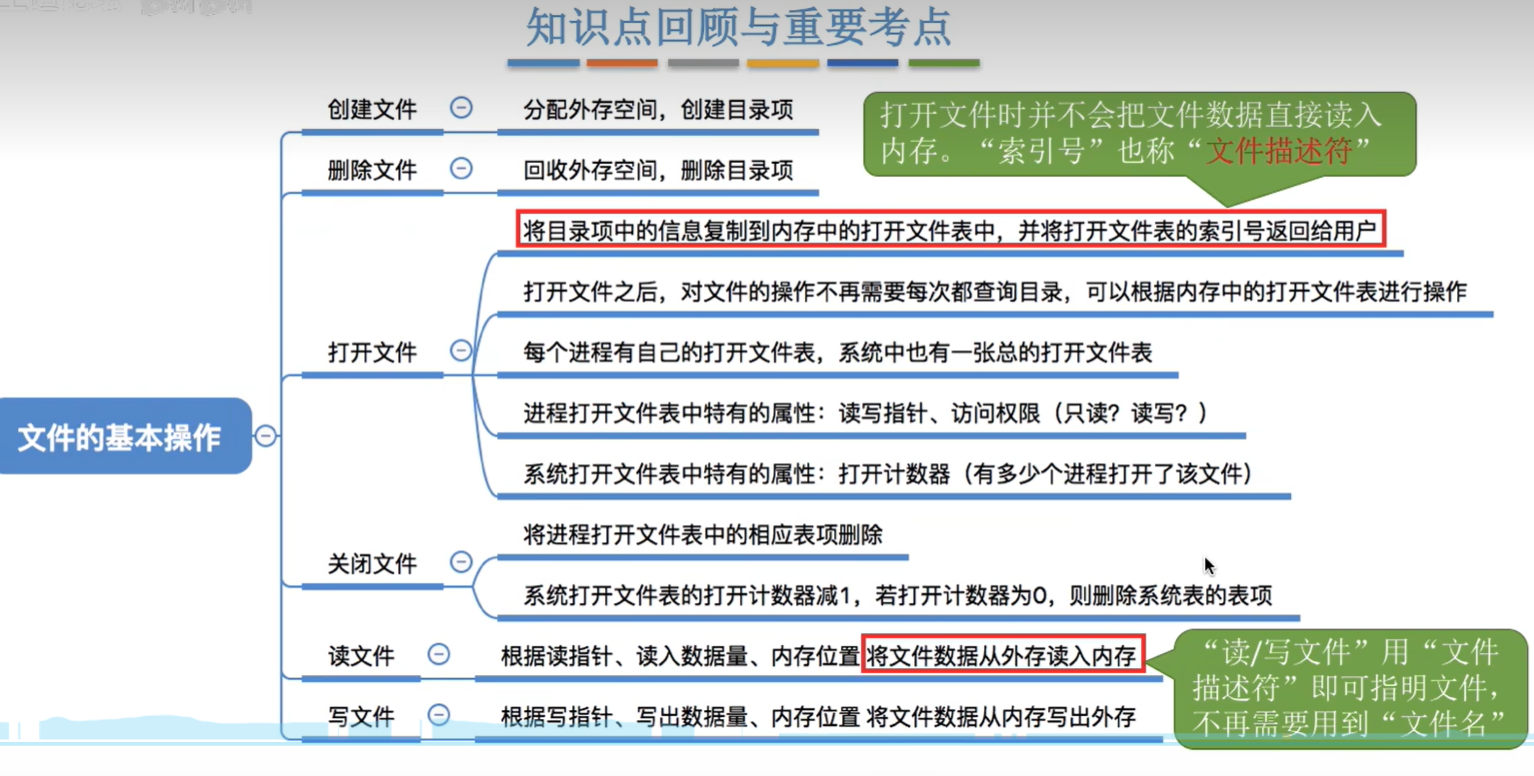 知识点回顾与重要考点
创建文件
分配外存空间，创建目录项
打开文件时并不会把文件数据直接读入
内存。“索引号”也称“文件描述符”
删除文件
回收外存空间，删除目录项
将目录项中的信息复制到内存中的打开文件表中，并将打开文件表的索引号返回给用户
打开文件之后，对文件的操作不再需要每次都查询目录，可以根据内存中的打开文件表进行操作
打开文件
每个进程有自己的打开文件表，系统中也有一张总的打开文件表
进程打开文件表中特有的属性：读写指针、访问权限（只读？读写？）
文件的基本操作
系统打开文件表中特有的属性：打开计数器（有多少个进程打开了该文件）
将进程打开文件表中的相应表项删除
关闭文件
系统打开文件表的打开计数器减1，若打开计数器为0，则删除系统表的表项
读文件
根据读指针、读入数据量、内存位置将文件数据从外存读入内存
“读/写文件”用“文件
描述符”即可指明文件，
不再需要用到“文件名”
写文件
根据写指针、写出数据量、内存位置 将文件数据从内存写出外存